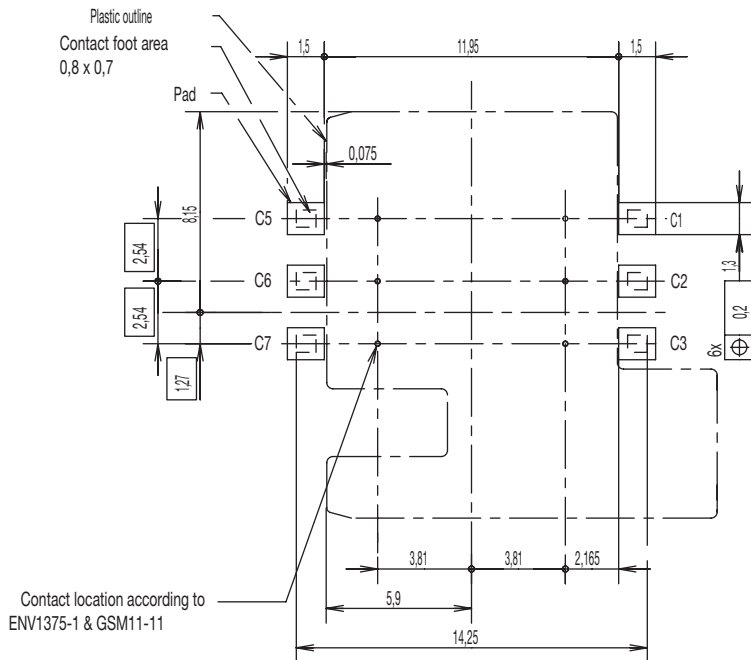 Plastic outline
Contact foot area
0,8 x 0,7
Pad
1,5
11,95
1,5
0,075
8,15
C5
C1
2,54
1,3
C6
C2
0,2
2,54
C7
C3
6x
1,27
3,81
3,81
2,165
5,9
Contact location according to
ENV1375-1 & GSM11-11
14,25